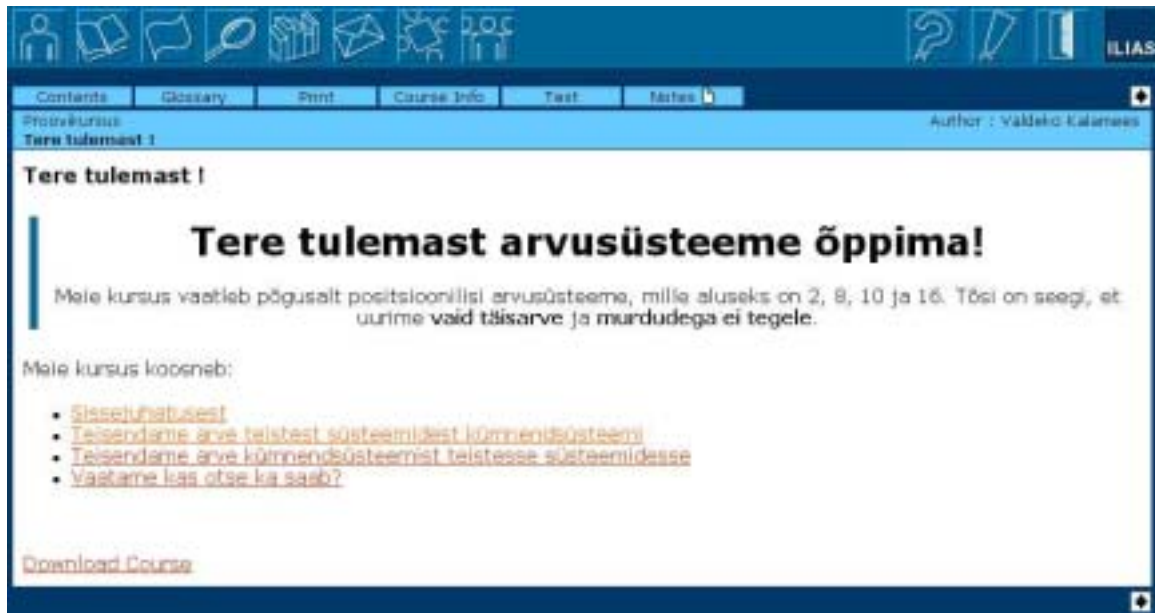 ILIAS
Contents Glossary Print Course Info Test Notes
Proovikursus Author : Valdeko Kalamees
Tere tulemast !
Tere tulemast !
Tere tulemast arvusüsteeme õppima!
Meie kursus vaatleb põgusalt positsioonilisi arvusüsteeme, mille aluseks on 2, 8, 10 ja 16. Tõsi on seegi, et
uurime vaid täisarve ja murdudega ei tegele.
Meie kursus koosneb:
Sissejuhatusest
Teisendame arve teistest süsteemidest kümnendsüsteemi
Teisendame arve kümnendsüsteemist teistesse süsteemidesse
Vaatame kas otse ka saab?
Download Course